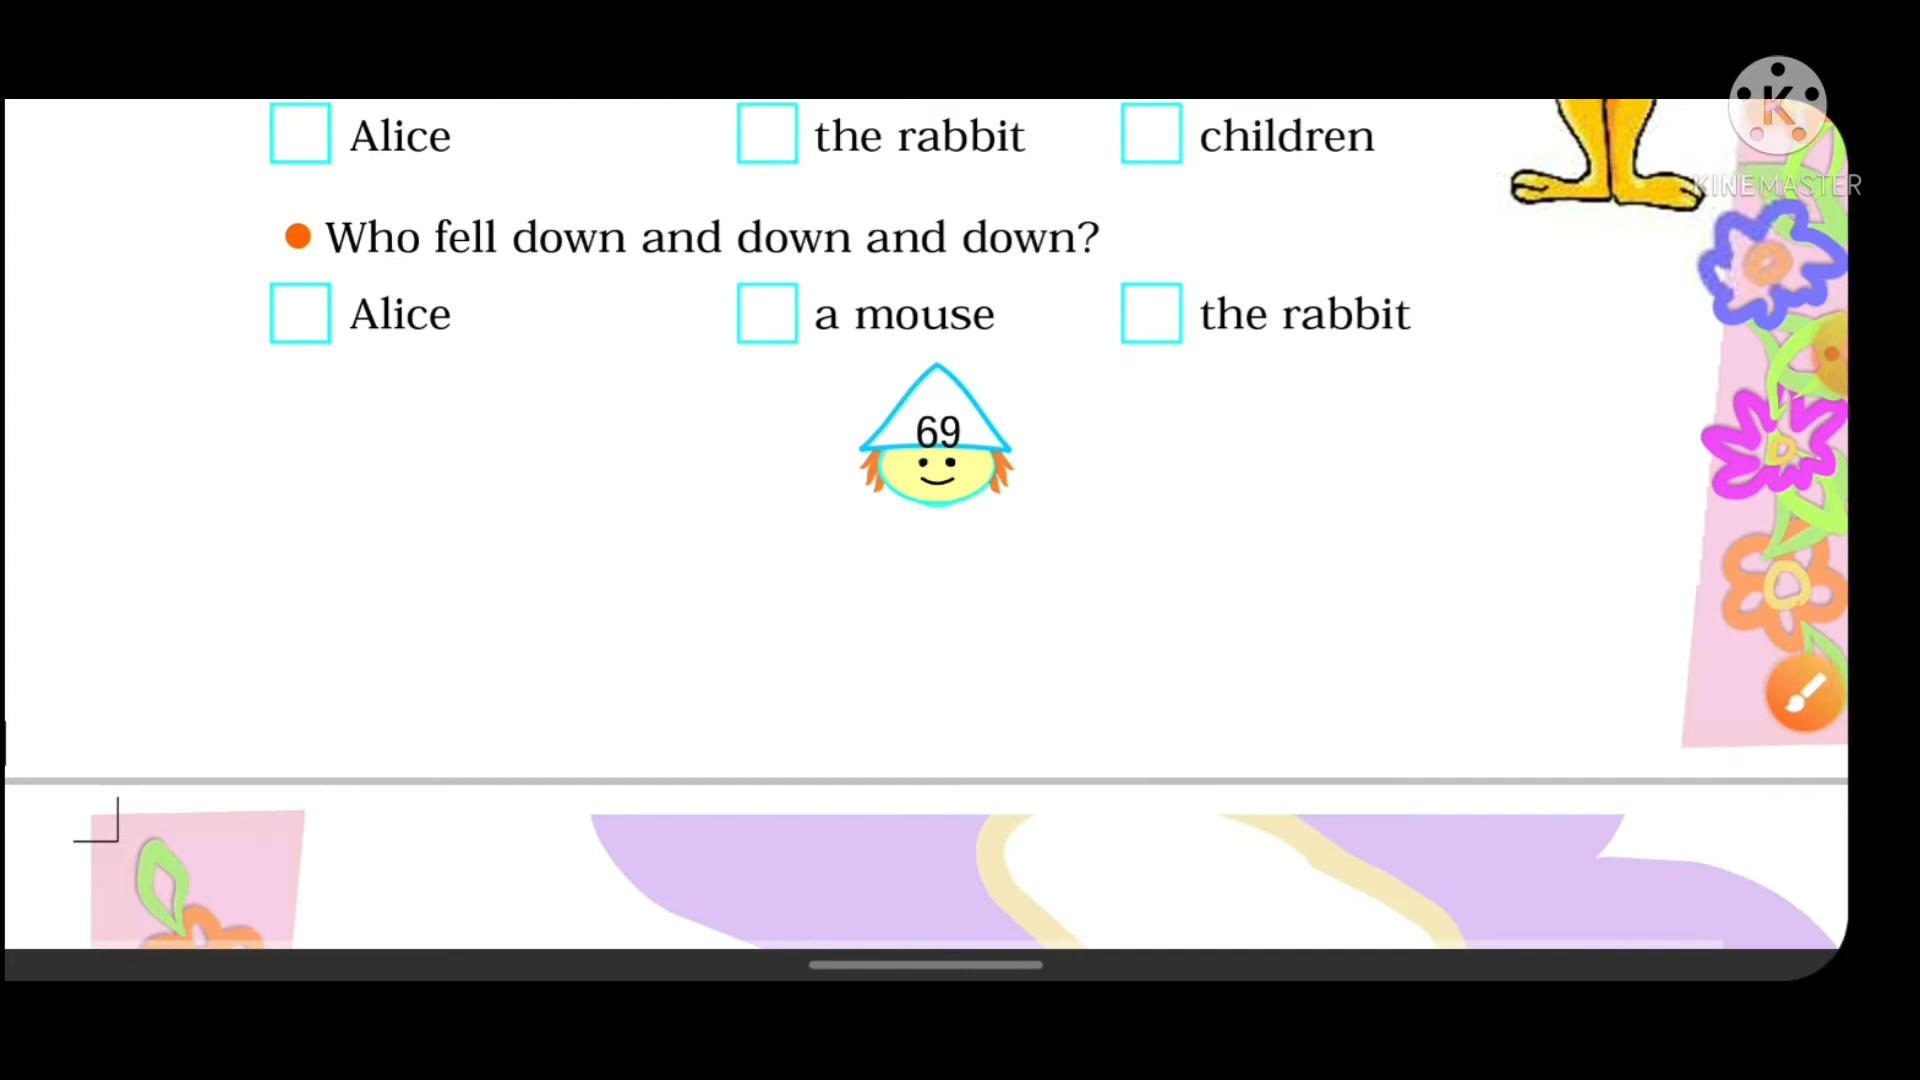 K
KINEMASTER
Alice the rabbit children
Who fell down and down and down?
Alice a mouse the rabbit
69